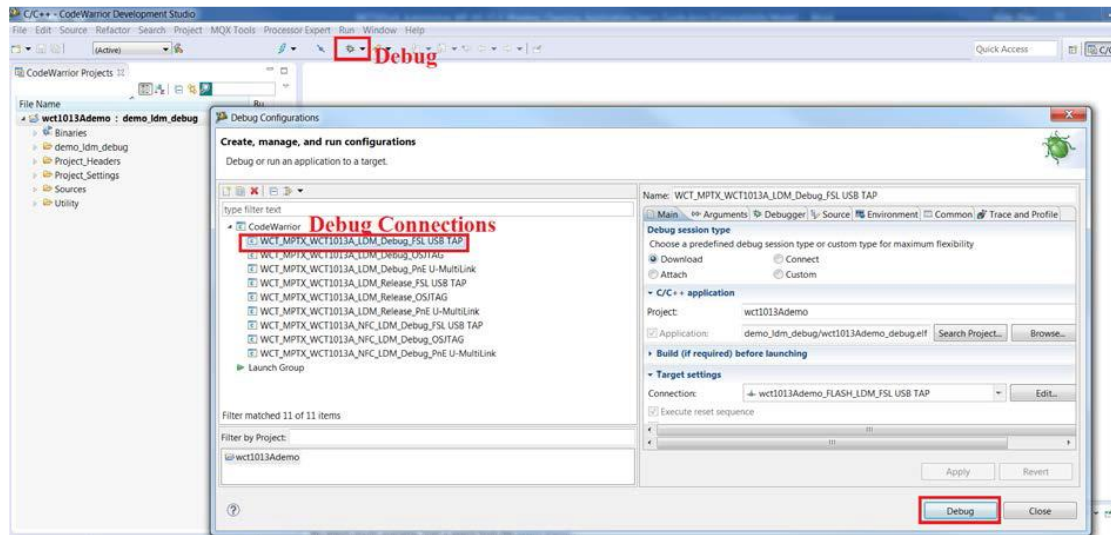 C/C++ - CodeWarrior Development Studio
File Edit Source Refactor Search Project MQX Tools Processor Expert Run Window Help
(Active)
Debug
Quick Access
C/C
CodeWarrior Projects
File Name
Ru
wct1013Ademo : demo_ldm_debug
Binaries
demo_ldm_debug
Project_Headers
Project_Settings
Sources
Utility
Debug Configurations
Create, manage, and run configurations
Debug or run an application to a target.
type filter text
CodeWarrior
Debug Connections
WCT_MPTX_WCT1013A_LDM_Debug_FSL USB TAP
WCT_MPTX_WCT1013A_LDM_Debug_OSJTAG
WCT_MPTX_WCT1013A_LDM_Debug_PnE U-MultiLink
WCT_MPTX_WCT1013A_LDM_Release_FSL USB TAP
WCT_MPTX_WCT1013A_LDM_Release_OSJTAG
WCT_MPTX_WCT1013A_LDM_Release_PnE U-MultiLink
WCT_MPTX_WCT1013A_NFC_LDM_Debug_FSL USB TAP
WCT_MPTX_WCT1013A_NFC_LDM_Debug_OSJTAG
WCT_MPTX_WCT1013A_NFC_LDM_Debug_PnE U-MultiLink
Launch Group
Filter matched 11 of 11 items
Filter by Project:
wct1013Ademo
Name: WCT_MPTX_WCT1013A_LDM_Debug_FSL USB TAP
Main Arguments Debugger Source Environment Common Trace and Profile
Debug session type
Choose a predefined debug session type or custom type for maximum flexibility
Download Connect
Attach Custom
C/C++ application
Project: wct1013Ademo
Application: demo_ldm_debug/wct1013Ademo_debug.elf Search Project... Browse...
Build (if required) before launching
Target settings
Connection: wct1013Ademo_FLASH_LDM_FSL USB TAP Edit...
Execute reset sequence
Apply Revert
Debug Close